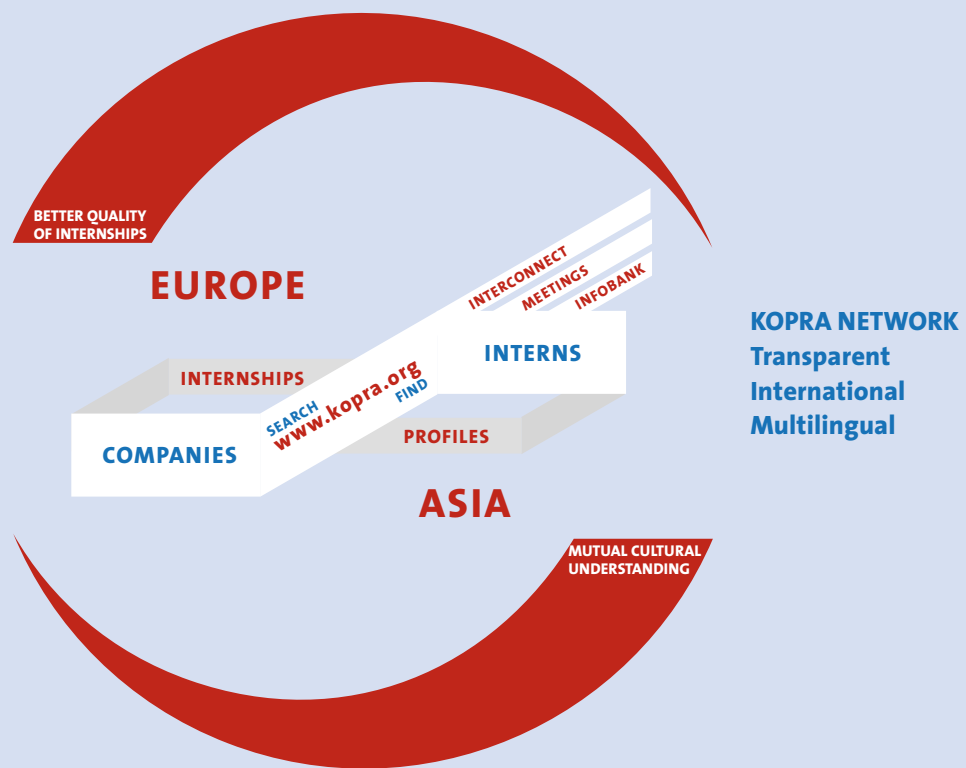 BETTER QUALITY
OF INTERNSHIPS
EUROPE
INTERCONNECT
MEETINGS
INFOBANK
INTERNS
INTERNSHIPS
SEARCH
www.kopra.org
FIND
COMPANIES
PROFILES
ASIA
MUTUAL CULTURAL
UNDERSTANDING
KOPRA NETWORK
Transparent
International
Multilingual